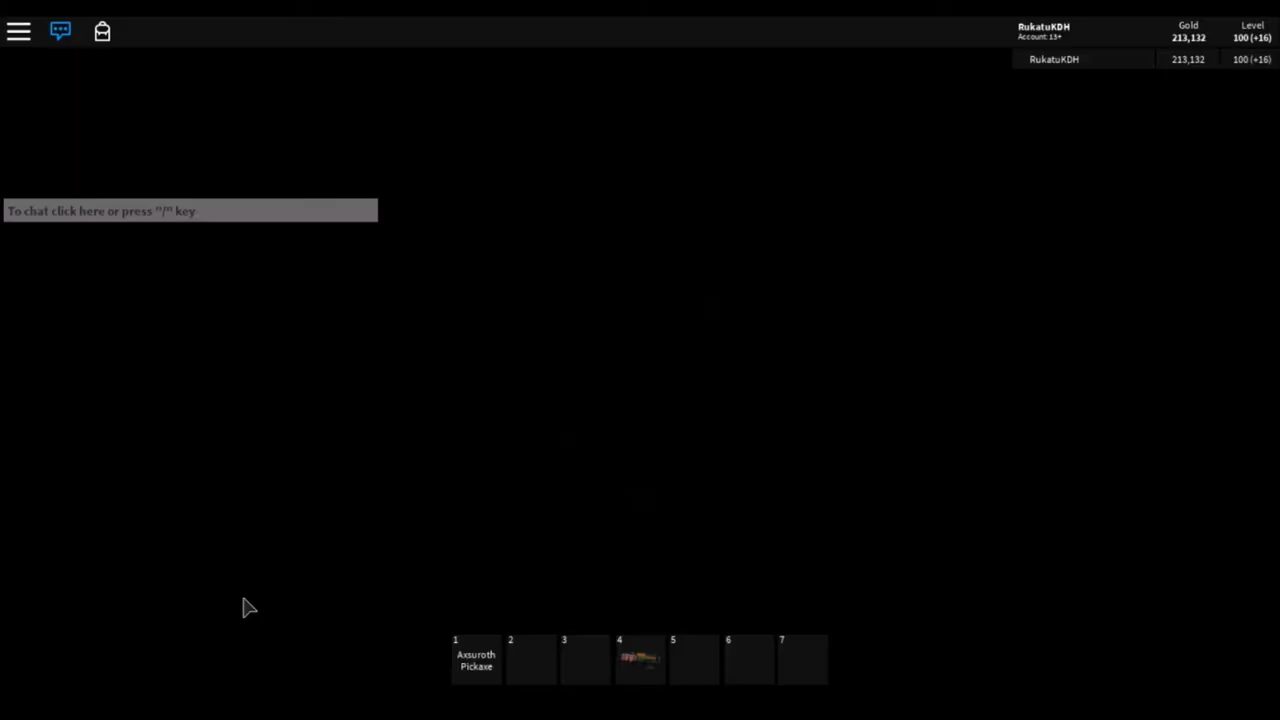 RukatuKDH
Account: 13+
Gold
213,132
Level
100 (+16)
RukatuKDH 213,132 100 (+16)
To chat click here or press "/" key
1 2 3 4 5 6 7
Axsuroth
Pickaxe